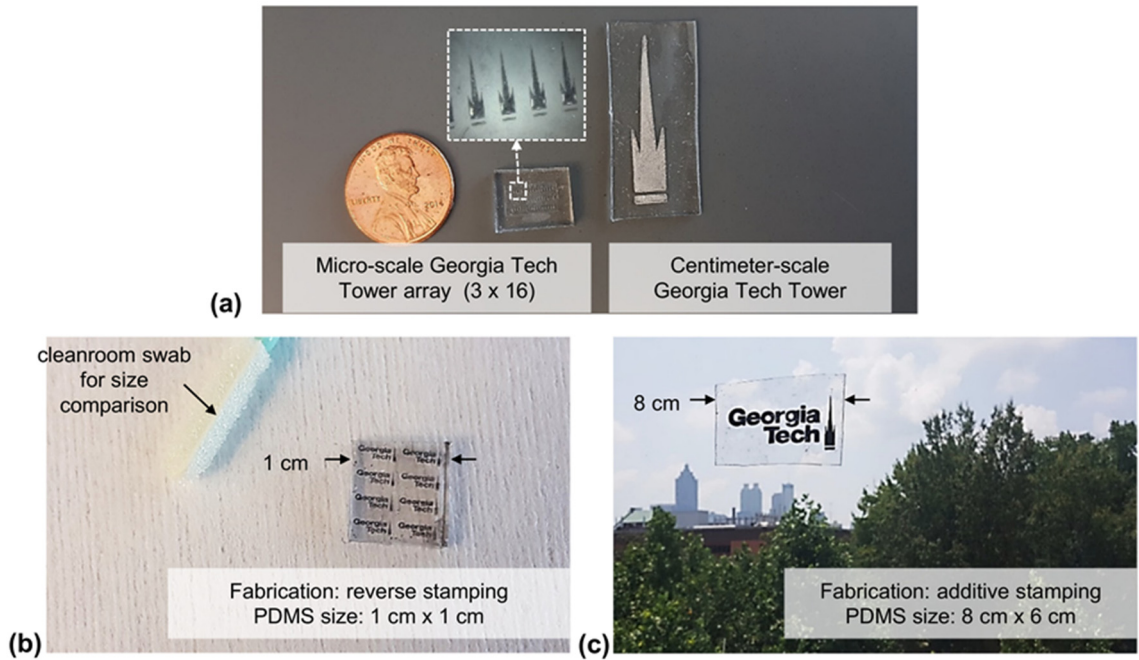 LIBERTY
2014
Micro-scale Georgia Tech
Tower array (3 x 16)
Centimeter-scale
Georgia Tech Tower
(a)
cleanroom swab
for size
comparison
1 cm
Georgia
Tech
Georgia
Tech
Georgia
Tech
Georgia
Tech
Georgia
Tech
Georgia
Tech
Georgia
Tech
Georgia
Tech
Fabrication: reverse stamping
PDMS size: 1 cm x 1 cm
(b)
8 cm
Georgia
Tech
Fabrication: additive stamping
PDMS size: 8 cm x 6 cm
(c)